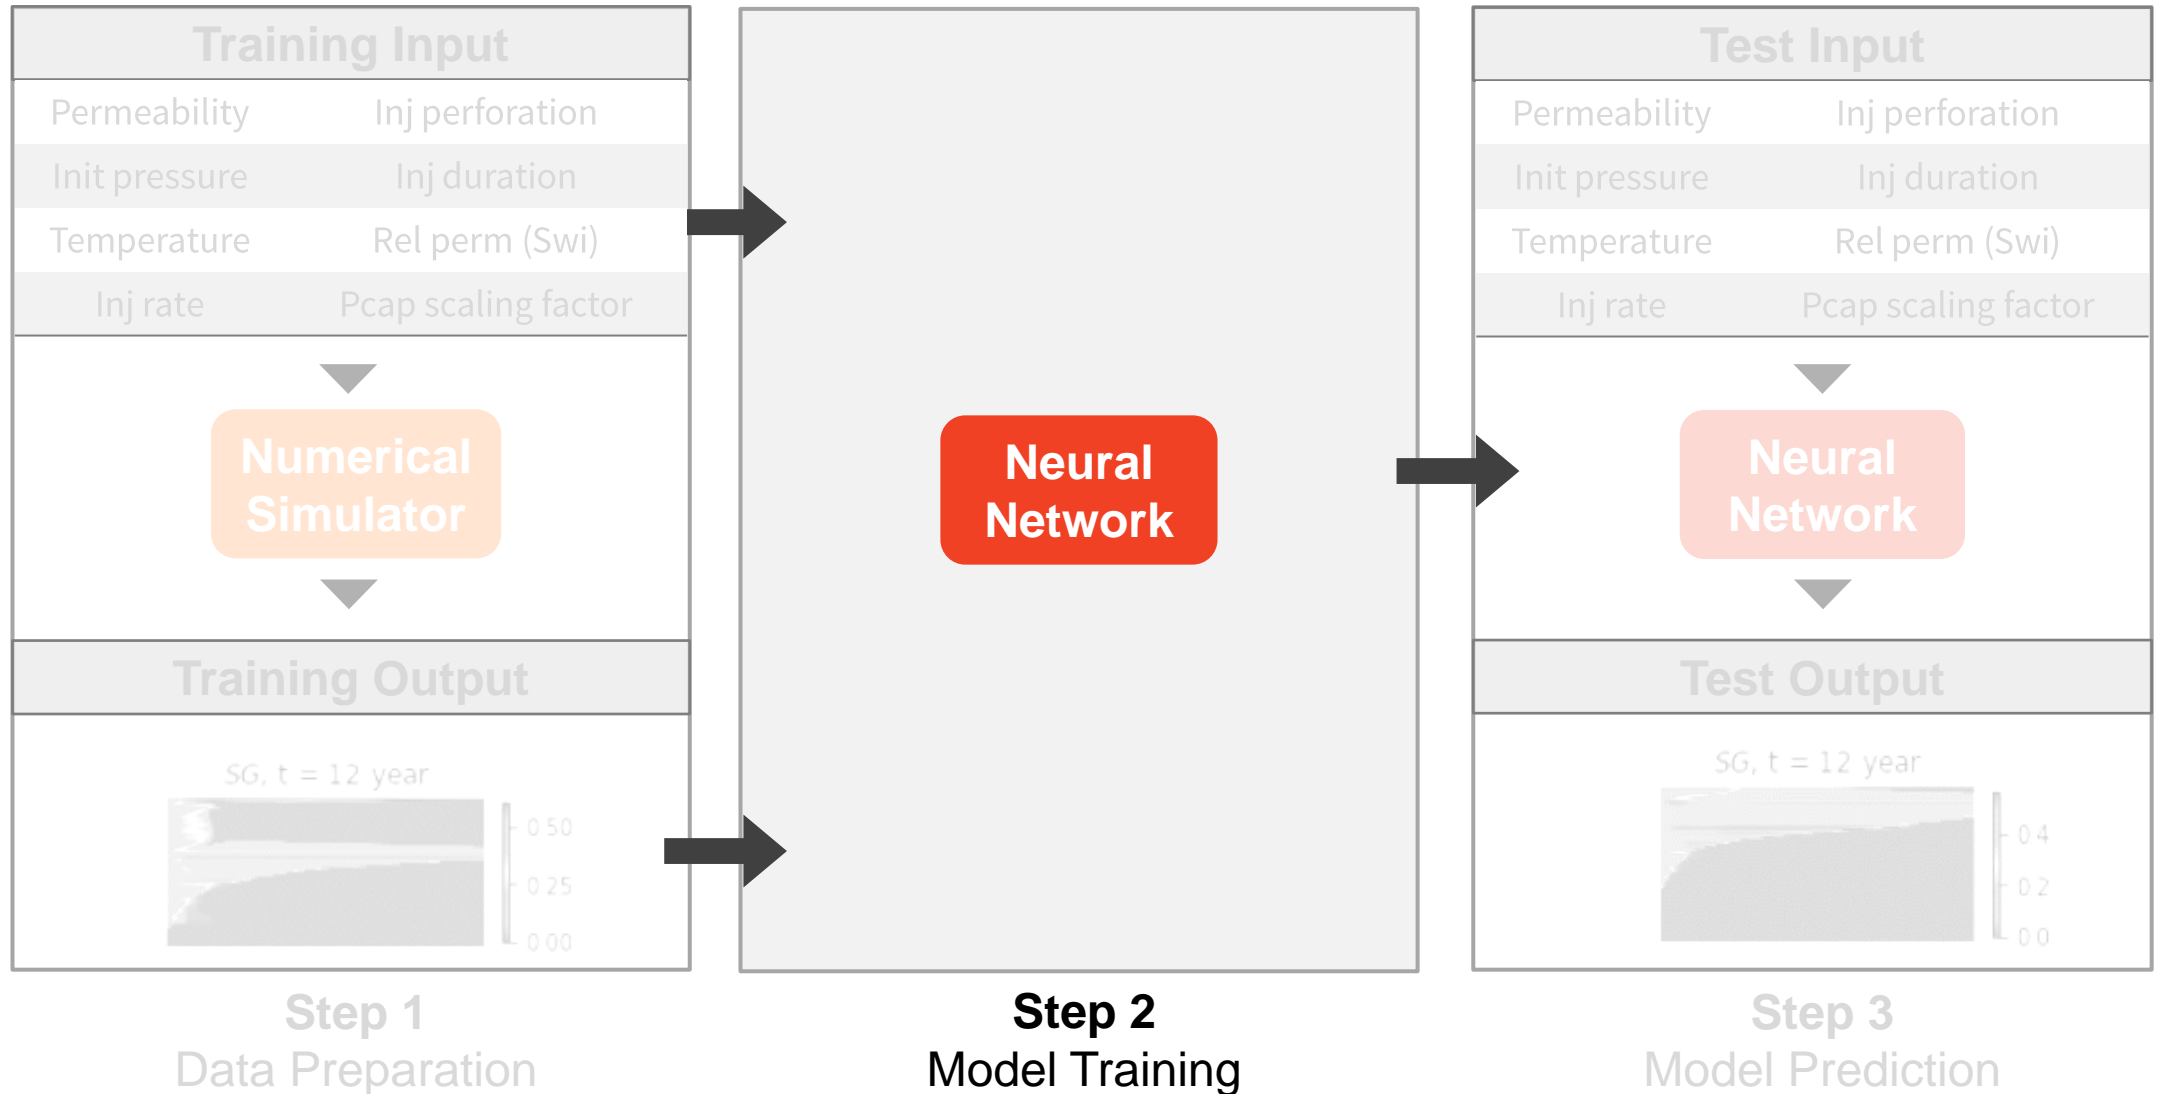 Training Input
Permeability Inj perforation
Init pressure Inj duration
Temperature Rel perm (Swi)
Inj rate Pcap scaling factor
Numerical
Simulator
Training Output
SG, t = 12 year
0 50
0 25
0 00
Step 1
Data Preparation
Neural
Network
Step 2
Model Training
Test Input
Permeability Inj perforation
Init pressure Inj duration
Temperature Rel perm (Swi)
Inj rate Pcap scaling factor
Neural
Network
Test Output
SG, t = 12 year
0 4
0 2
0 0
Step 3
Model Prediction